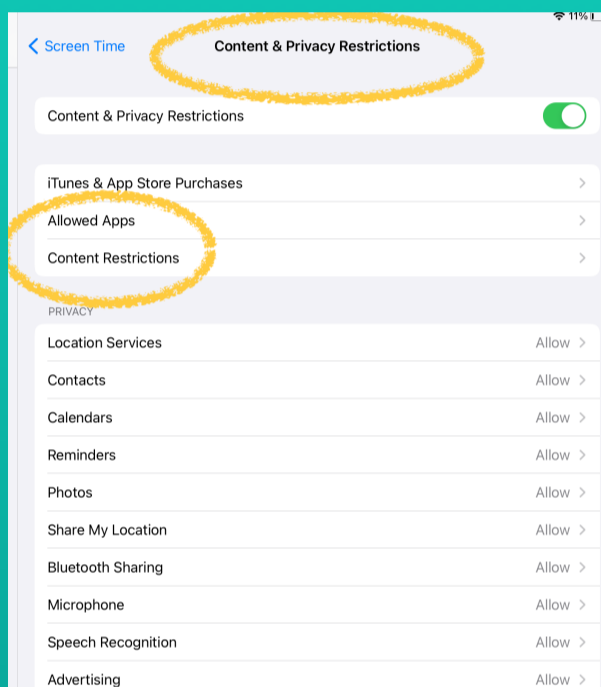 11%
Screen Time
Content & Privacy Restrictions
Content & Privacy Restrictions
iTunes & App Store Purchases
Allowed Apps
Content Restrictions
PRIVACY
Location Services Allow
Contacts Allow
Calendars Allow
Reminders Allow
Photos Allow
Share My Location Allow
Bluetooth Sharing Allow
Microphone Allow
Speech Recognition Allow
Advertising Allow